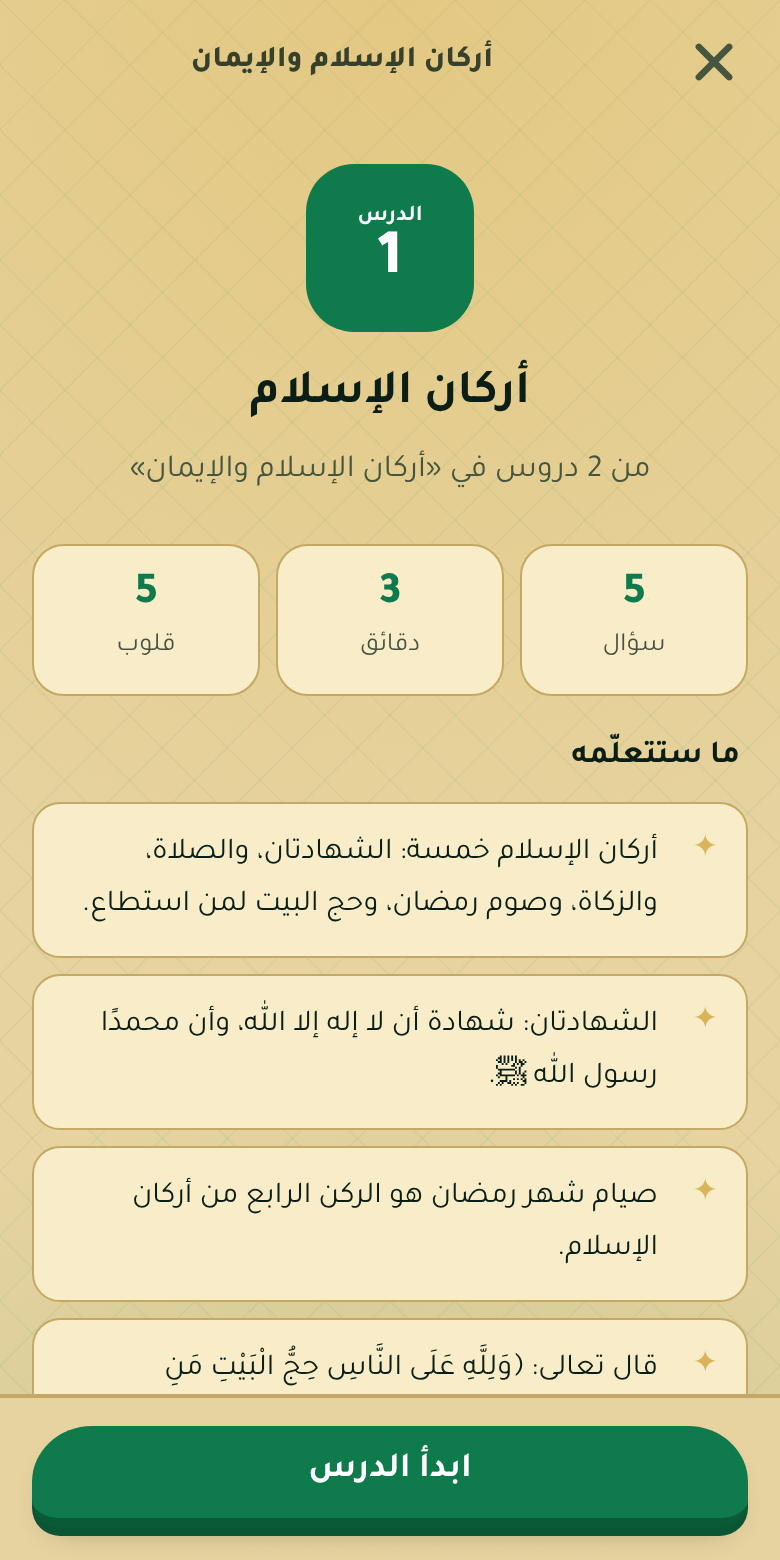 أركان الإسلام والإيمان
الدرس
1
أركان الإسلام
من 2 دروس في «أركان الإسلام والإيمان»
5
سؤال
3
دقائق
5
قلوب
ما ستتعلّمه
أركان الإسلام خمسة: الشهادتان، والصلاة،
والزكاة، وصوم رمضان، وحج البيت لمن استطاع.
الشهادتان: شهادة أن لا إله إلا الله، وأن محمدًا
رسول الله ﷺ.
صيام شهر رمضان هو الركن الرابع من أركان
الإسلام.
قال تعالى: (وَلِلَّهِ عَلَى النَّاسِ حِجُّ الْبَيْتِ مَنِ
ابدأ الدرس